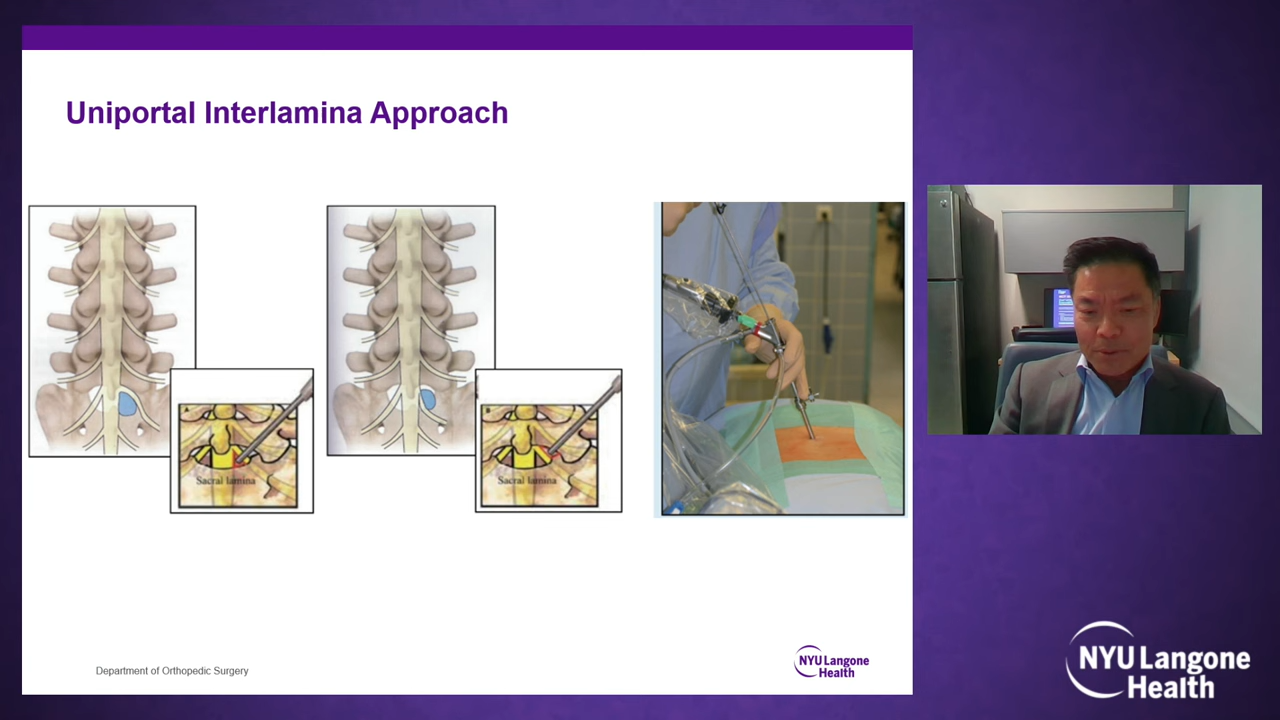 Uniportal Interlamina Approach
A
Sacral lamina
B
Sacral lamina
Department of Orthopedic Surgery
NYU Langone
Health
NYU Langone
Health